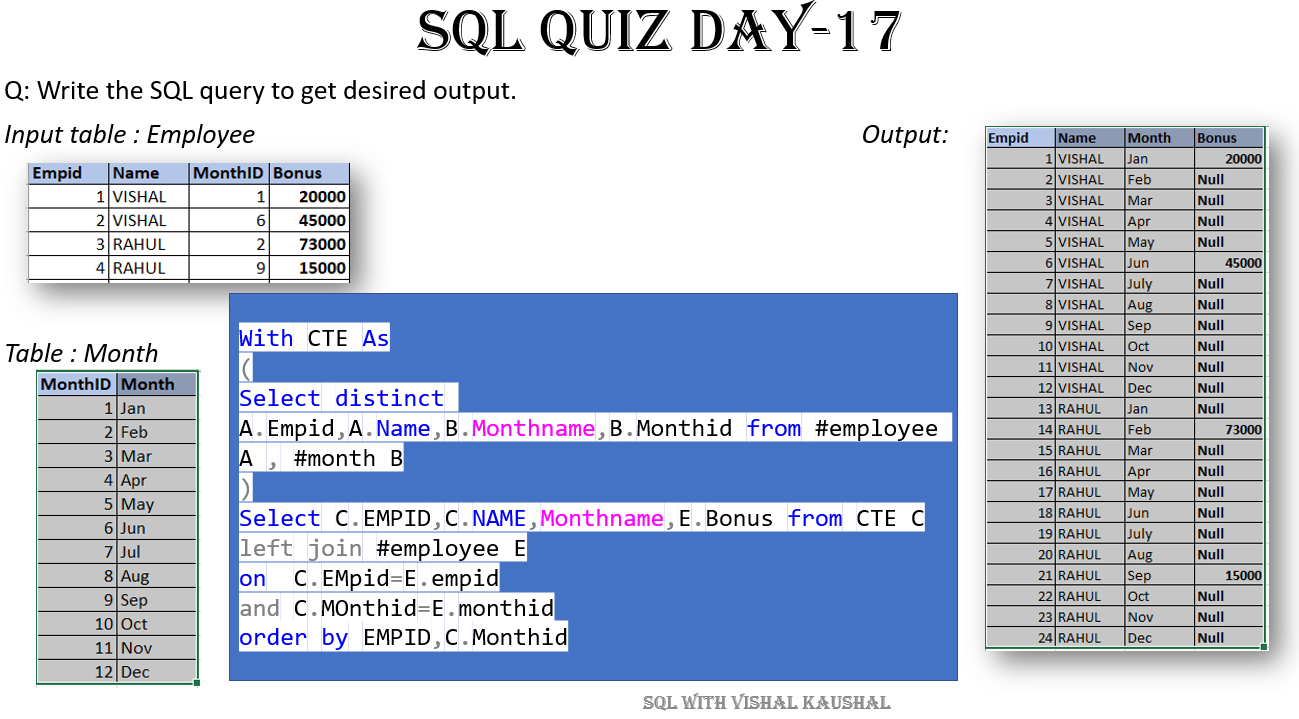 SQL QUIZ DAY-17
Q: Write the SQL query to get desired output.
Input table : Employee
Empid Name MonthID Bonus
1 VISHAL 1 20000
2 VISHAL 6 45000
3 RAHUL 2 73000
4 RAHUL 9 15000
Table : Month
MonthID Month
1 Jan
2 Feb
3 Mar
4 Apr
5 May
6 Jun
7 Jul
8 Aug
9 Sep
10 Oct
11 Nov
12 Dec
With CTE As
(
Select distinct
A.Empid,A.Name,B.Monthname,B.Monthid from #employee
A , #month B
)
Select C.EMPID,C.NAME,Monthname,E.Bonus from CTE C
left join #employee E
on C.EMpid=E.empid
and C.MOnthid=E.monthid
order by EMPID,C.Monthid
Output:
Empid Name Month Bonus
1 VISHAL Jan 20000
2 VISHAL Feb Null
3 VISHAL Mar Null
4 VISHAL Apr Null
5 VISHAL May Null
6 VISHAL Jun 45000
7 VISHAL July Null
8 VISHAL Aug Null
9 VISHAL Sep Null
10 VISHAL Oct Null
11 VISHAL Nov Null
12 VISHAL Dec Null
13 RAHUL Jan Null
14 RAHUL Feb 73000
15 RAHUL Mar Null
16 RAHUL Apr Null
17 RAHUL May Null
18 RAHUL Jun Null
19 RAHUL July Null
20 RAHUL Aug Null
21 RAHUL Sep 15000
22 RAHUL Oct Null
23 RAHUL Nov Null
24 RAHUL Dec Null
SQL WITH VISHAL KAUSHAL